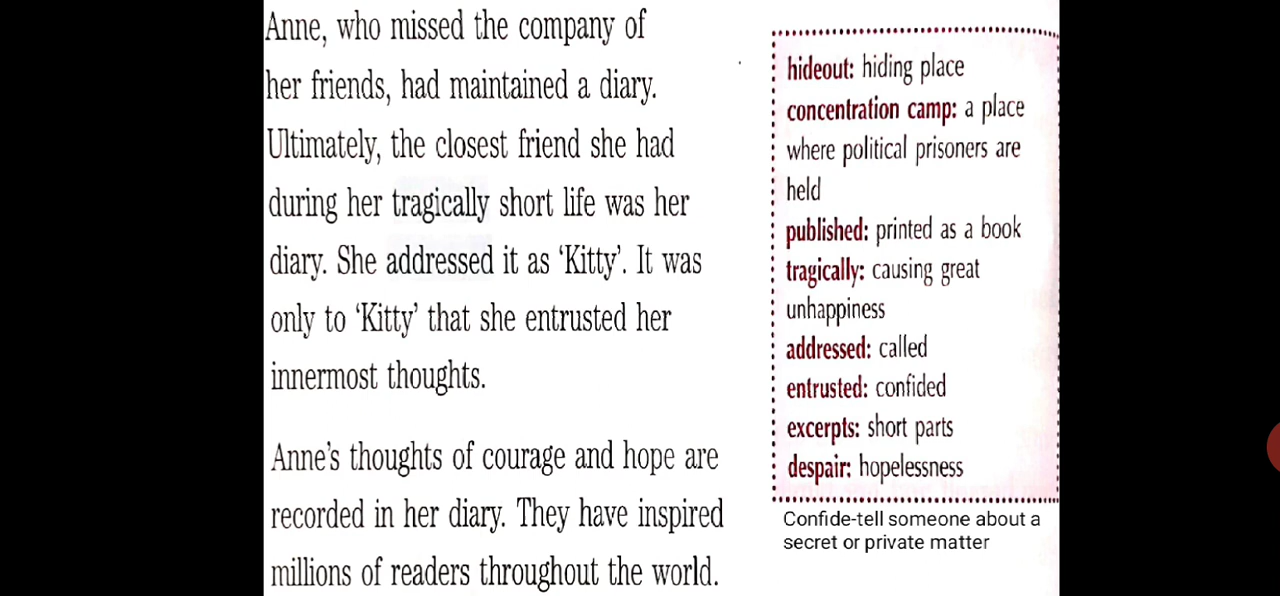 Anne, who missed the company of
her friends, had maintained a diary.
Ultimately, the closest friend she had
during her tragically short life was her
diary. She addressed it as ‘Kitty’. It was
only to ‘Kitty’ that she entrusted her
innermost thoughts.
Anne’s thoughts of courage and hope are
recorded in her diary. They have inspired
millions of readers throughout the world.
hideout: hiding place
concentration camp: a place
where political prisoners are
held
published: printed as a book
tragically: causing great
unhappiness
addressed: called
entrusted: confided
excerpts: short parts
despair: hopelessness
Confide-tell someone about a
secret or private matter